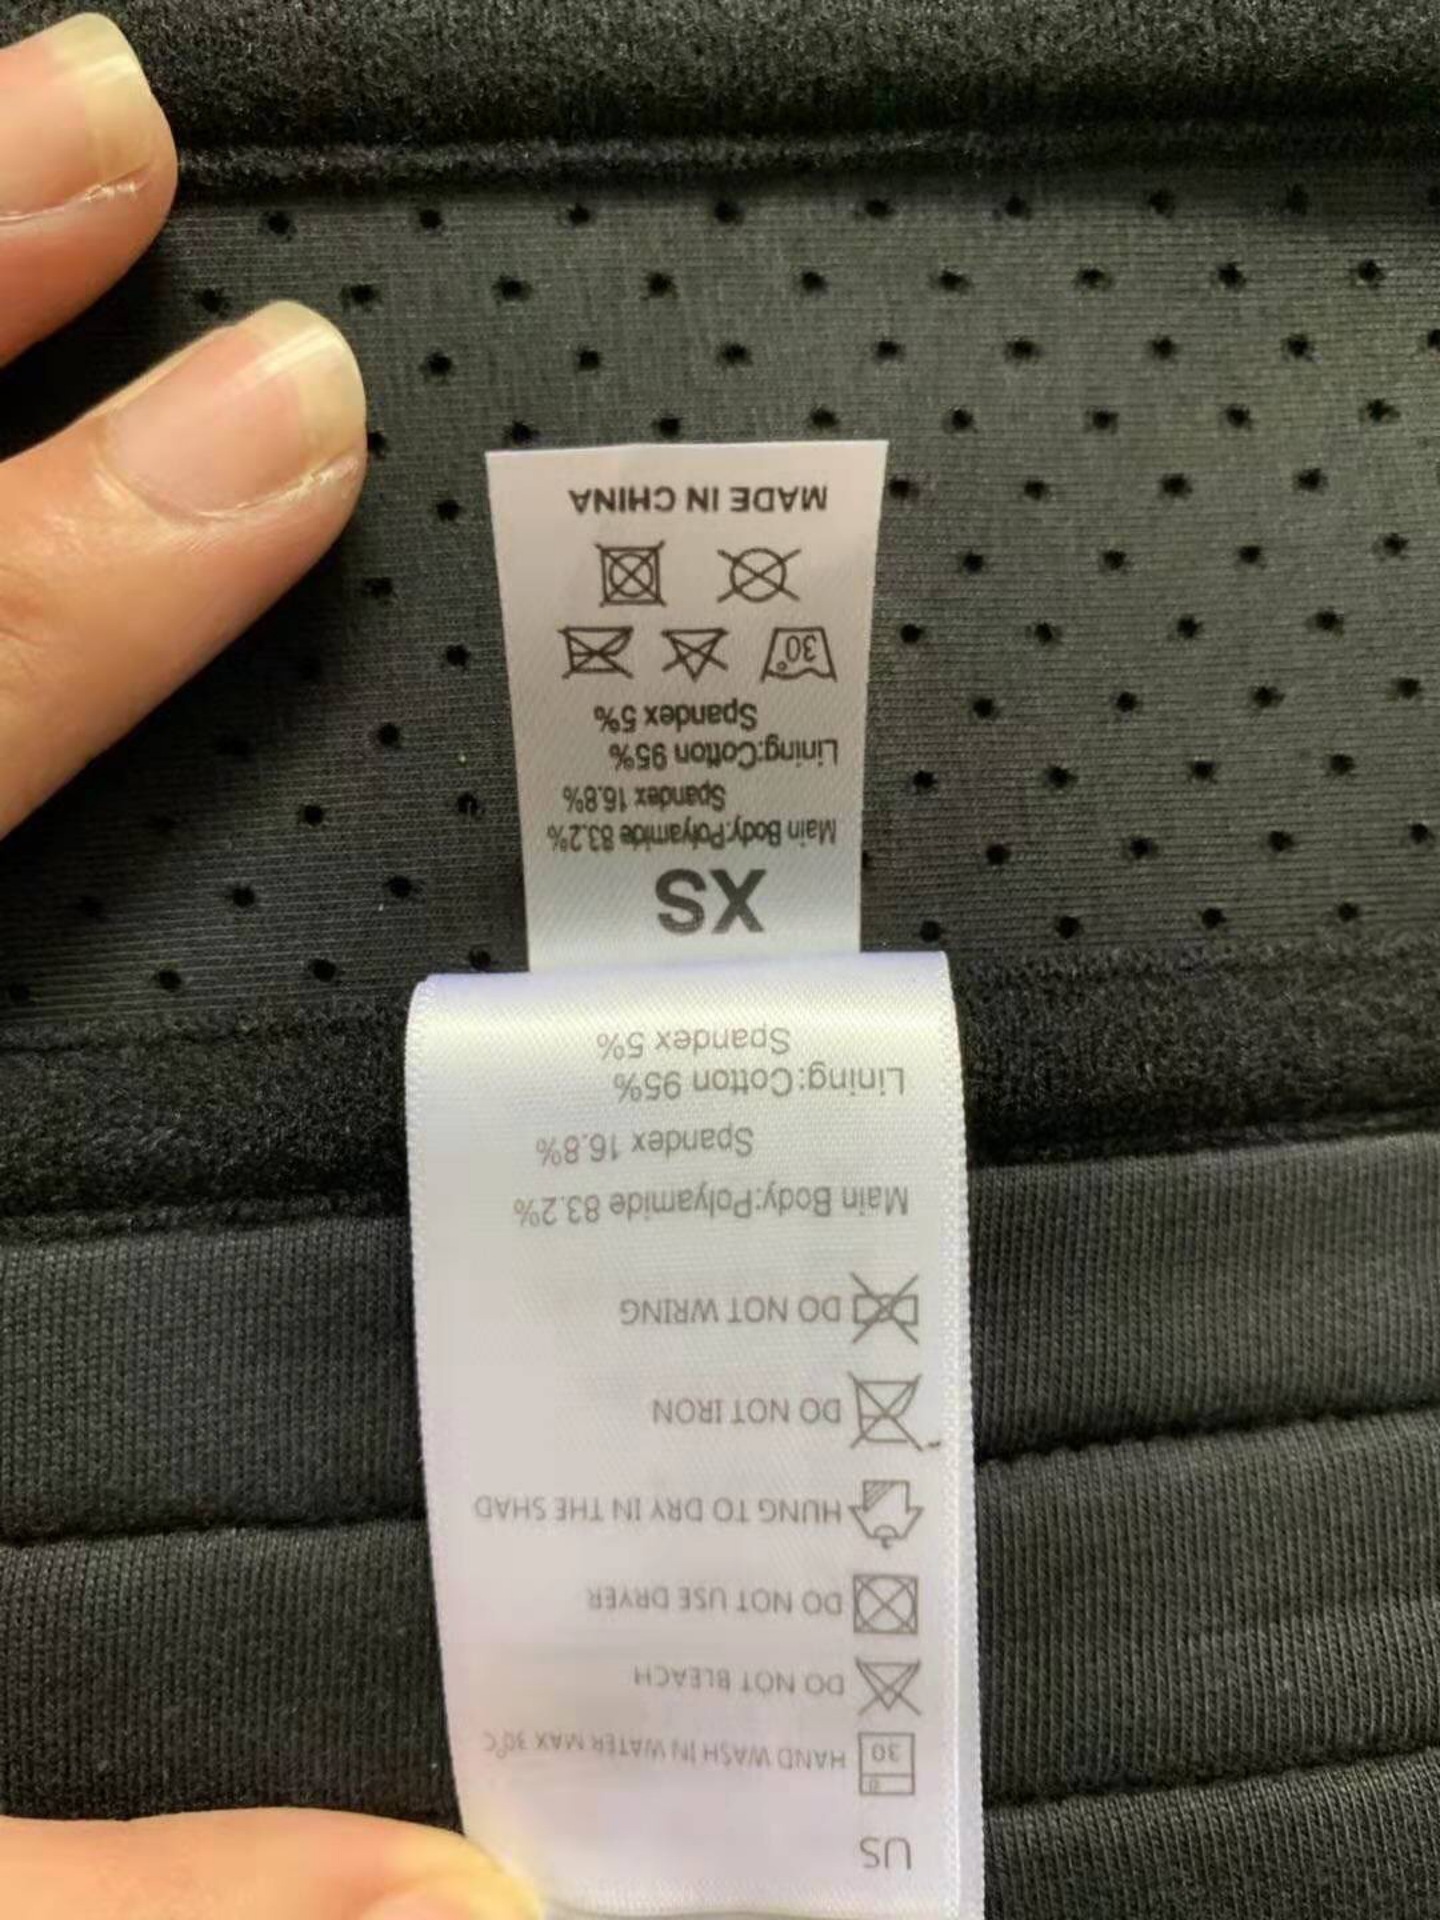 US
HAND WASH IN WATER MAX 30°C
DO NOT BLEACH
DO NOT USE DRYER
HUNG TO DRY IN THE SHAD
DO NOT IRON
DO NOT WRING
Main Body:Polyamide 83.2%
Spandex 16.8%
Lining:Cotton 95%
Spandex 5%
XS
Main Body:Polyamide 83.2%
Spandex 16.8%
Lining:Cotton 95%
Spandex 5%
30°
MADE IN CHINA
30